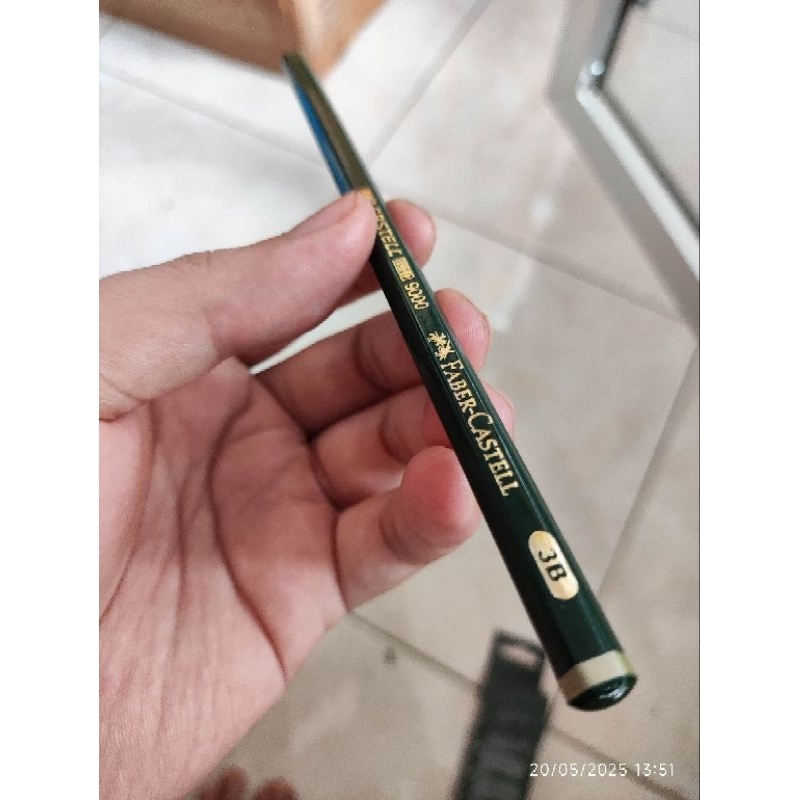 CASTELL 9000
FABER-CASTELL
3B
20/05/2025 13:51